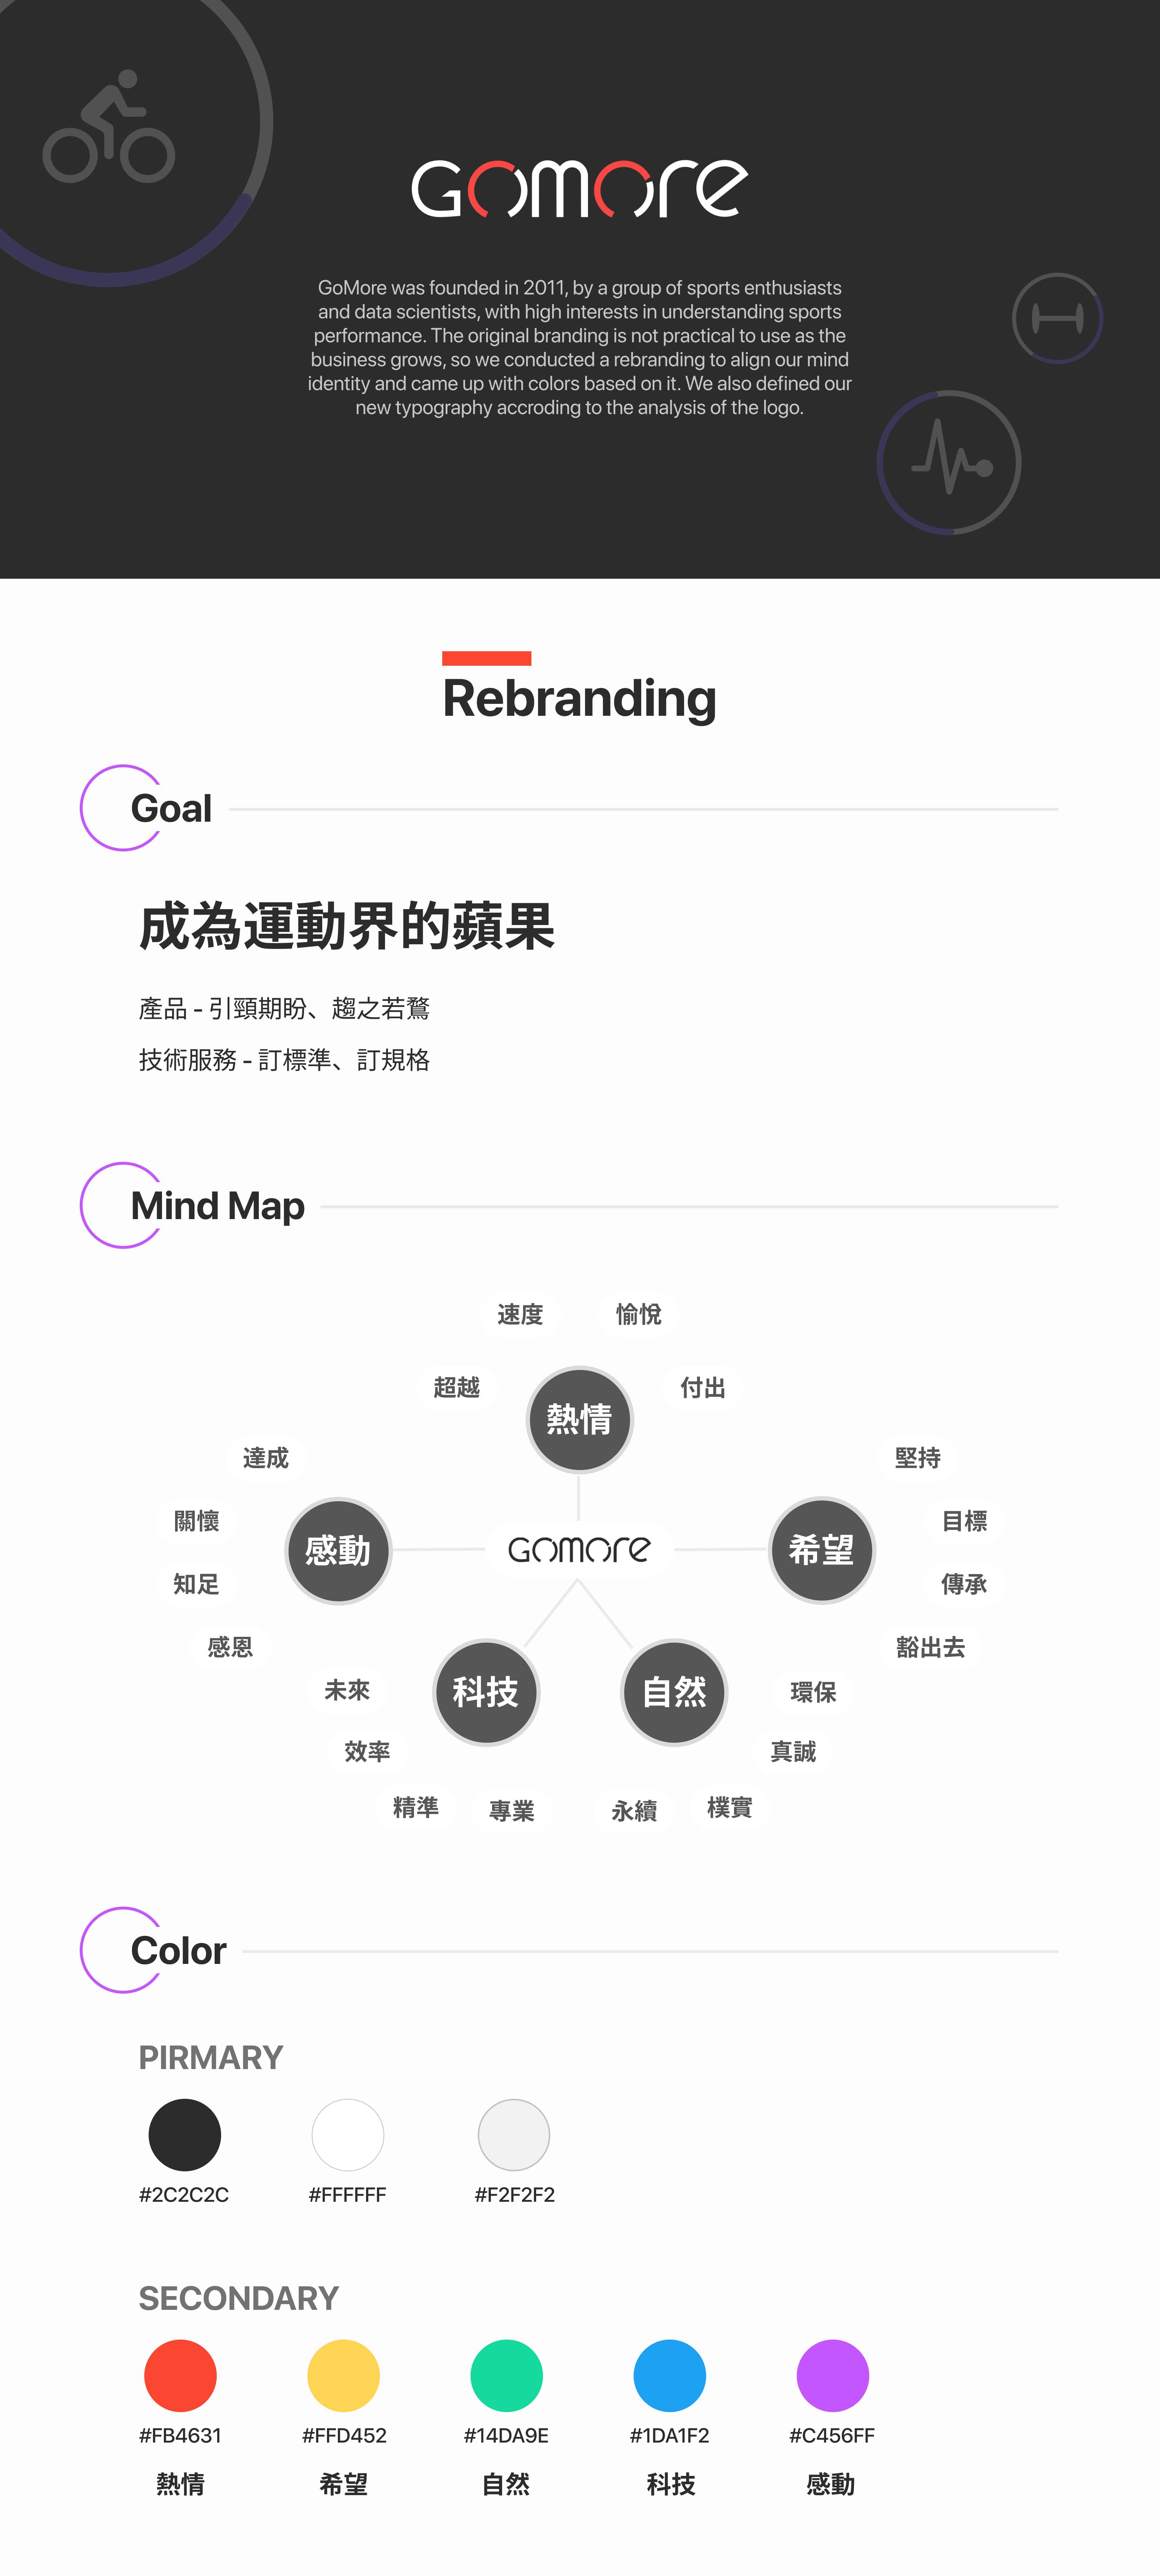 GOMORE
GoMore was founded in 2011, by a group of sports enthusiasts
and data scientists, with high interests in understanding sports
performance. The original branding is not practical to use as the
business grows, so we conducted a rebranding to align our mind
identity and came up with colors based on it. We also defined our
new typography accroding to the analysis of the logo.
Rebranding
Goal
成為運動界的蘋果
產品 - 引頸期盼、趨之若鶩
技術服務 - 訂標準、訂規格
Mind Map
速度
愉悅
超越
付出
熱情
達成
堅持
關懷
目標
感動
GOMORE
希望
知足
傳承
感恩
豁出去
未來
科技
自然
環保
效率
真誠
精準
專業
永續
樸實
Color
PIRMARY
#2C2C2C
#FFFFFF
#F2F2F2
SECONDARY
#FB4631
#FFD452
#14DA9E
#1DA1F2
#C456FF
熱情
希望
自然
科技
感動